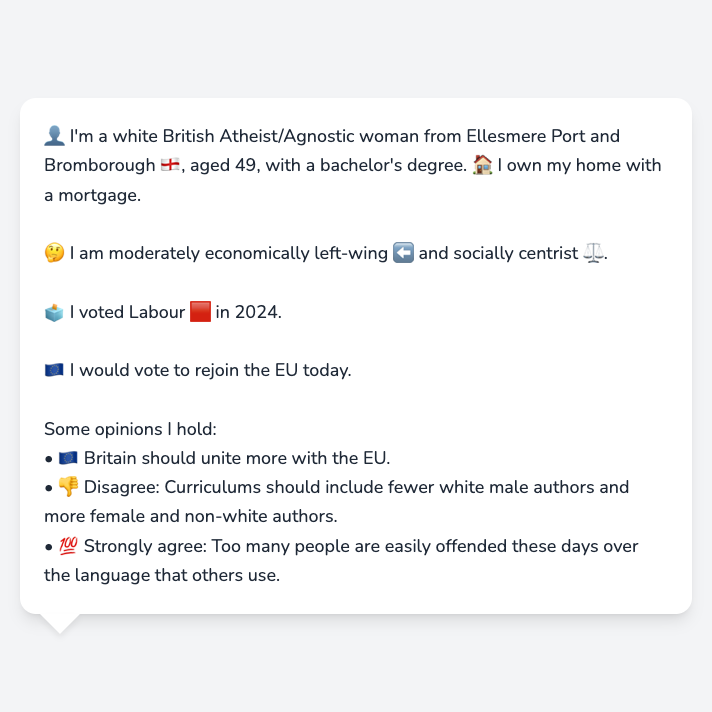 👤 I'm a white British Atheist/Agnostic woman from Ellesmere Port and
Bromborough 🏴󠁧󠁢󠁥󠁮󠁧󠁿, aged 49, with a bachelor's degree. 🏠 I own my home with
a mortgage.
🤔 I am moderately economically left-wing ⬅️ and socially centrist ⚖️.
🗳️ I voted Labour 🟥 in 2024.
🇪🇺 I would vote to rejoin the EU today.
Some opinions I hold:
• 🇪🇺 Britain should unite more with the EU.
• 👎 Disagree: Curriculums should include fewer white male authors and
more female and non-white authors.
• 💯 Strongly agree: Too many people are easily offended these days over
the language that others use.